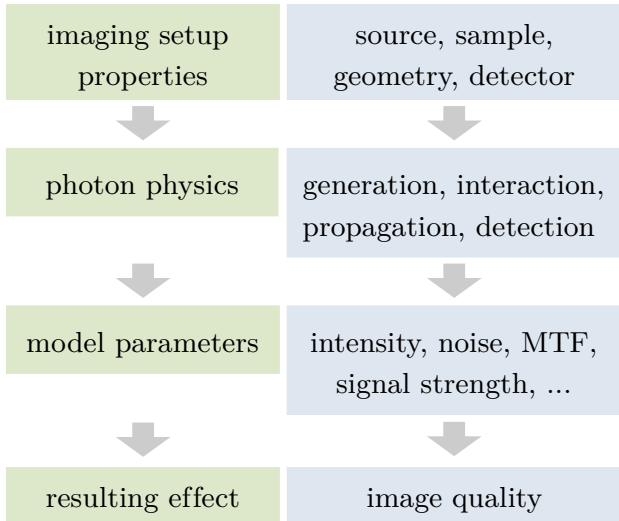 imaging setup
properties
source, sample,
geometry, detector
photon physics
generation, interaction,
propagation, detection
model parameters
intensity, noise, MTF,
signal strength, ...
resulting effect
image quality